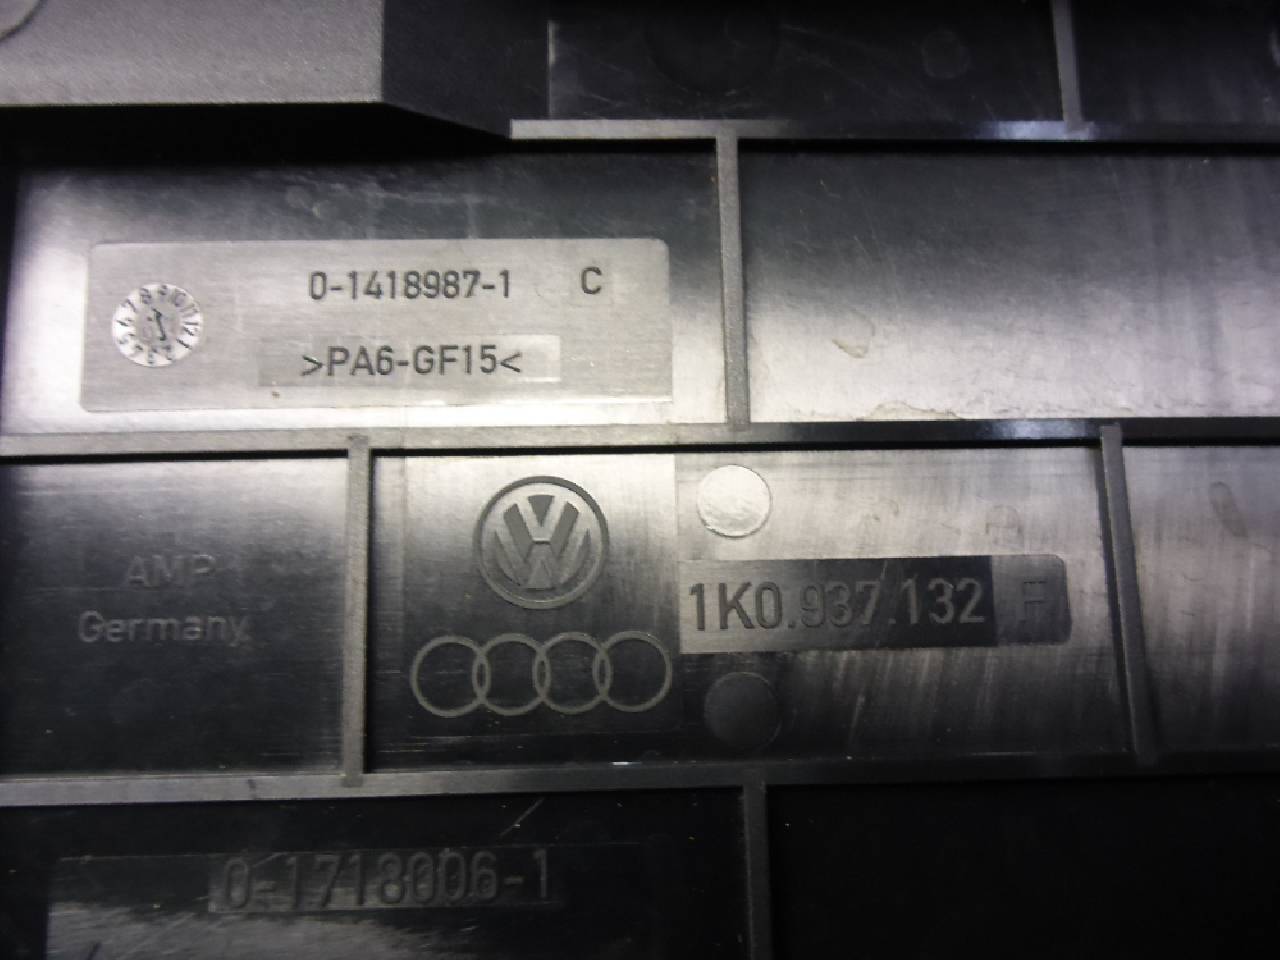 0-1418987-1 C
>PA6-GF15<
AMP
Germany
1K0.937.132 F
0-1718006-1